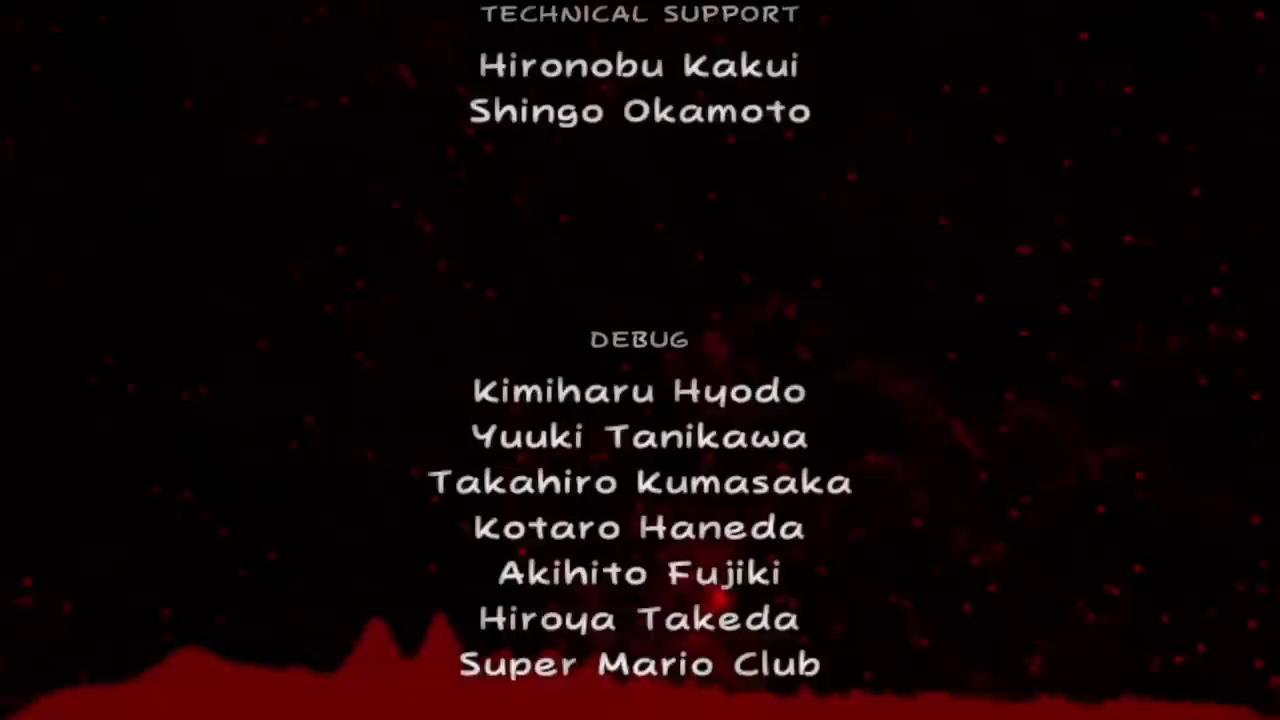 TECHNICAL SUPPORT
Hironobu Kakui
Shingo Okamoto
DEBUG
Kimiharu Hyodo
Yuuki Tanikawa
Takahiro Kumasaka
Kotaro Haneda
Akihito Fujiki
Hiroya Takeda
Super Mario Club